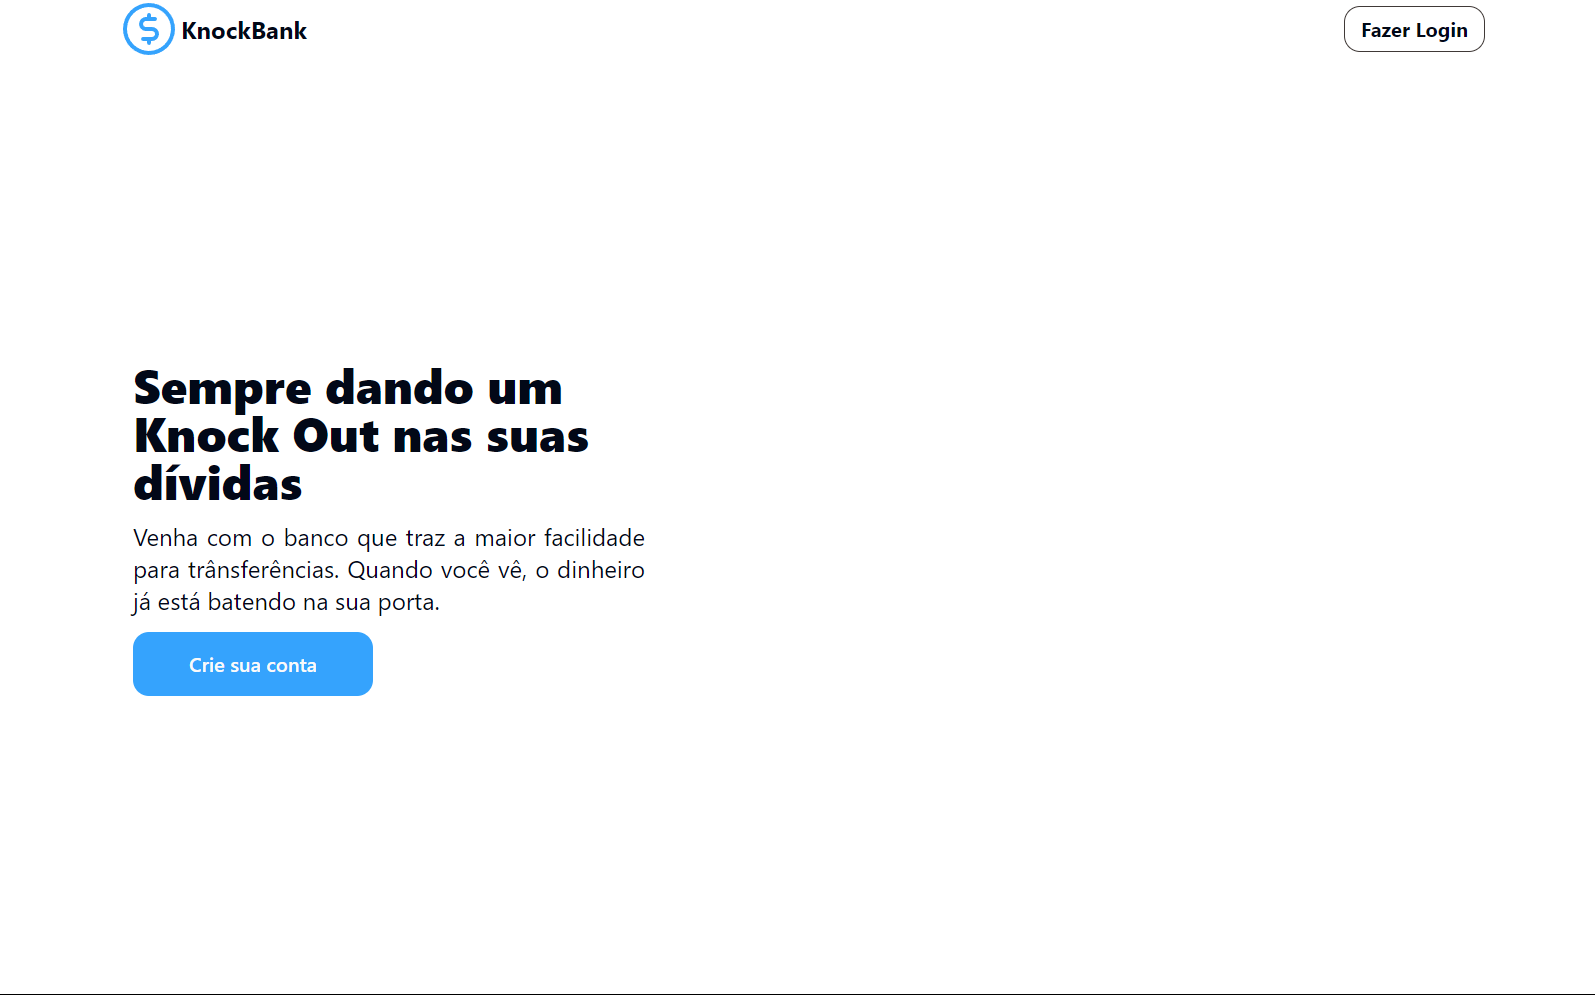 KnockBank
Fazer Login
Sempre dando um
Knock Out nas suas
dívidas
Venha com o banco que traz a maior facilidade
para trânsferências. Quando você vê, o dinheiro
já está batendo na sua porta.
Crie sua conta